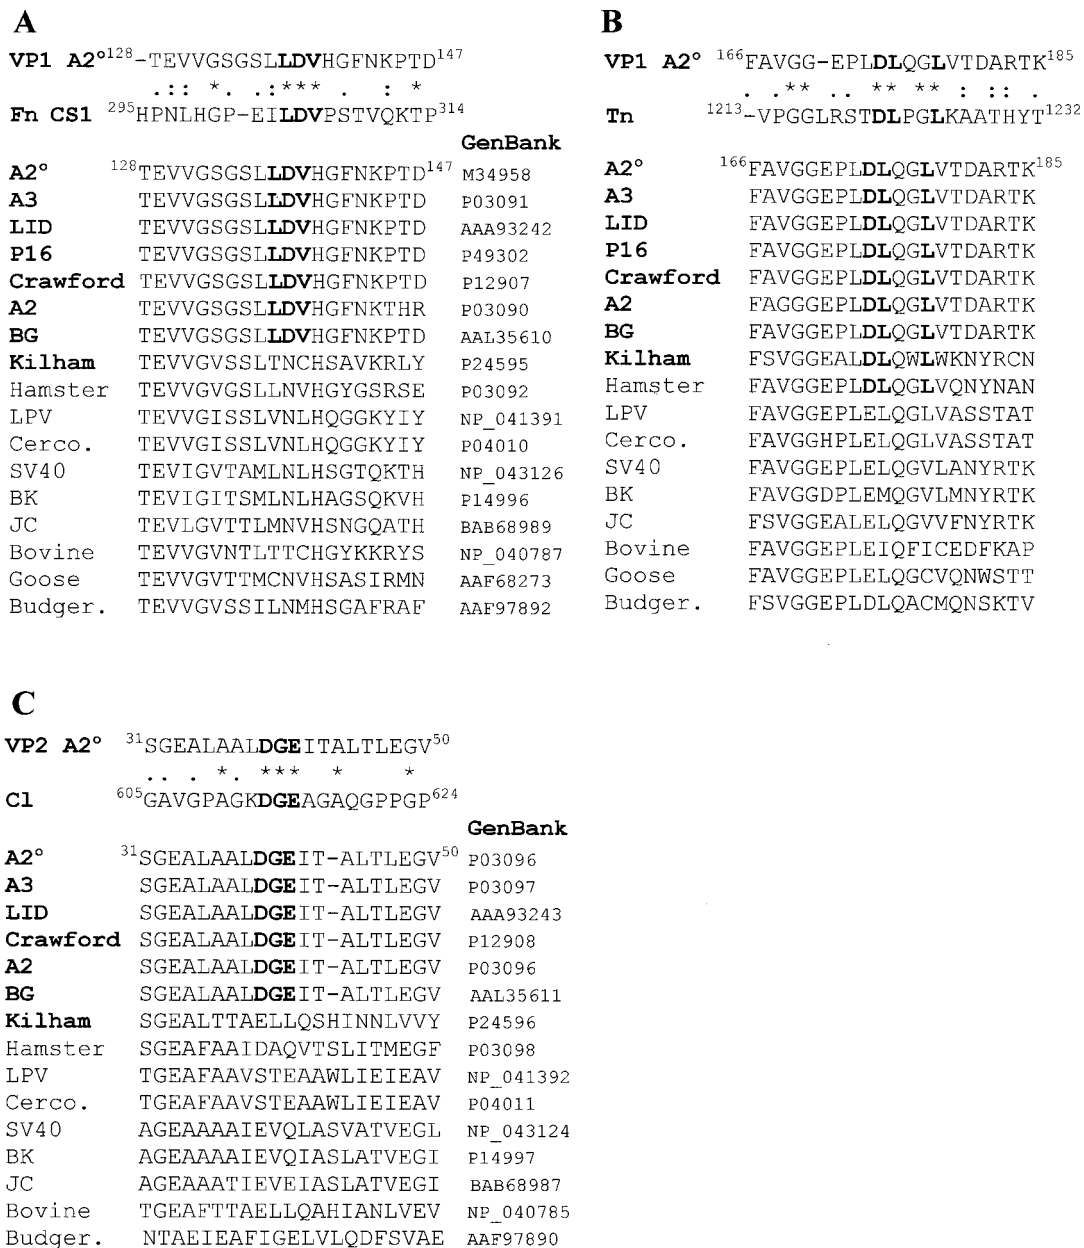 A
VP1 A2°128-TEVVGSGSLLDVHGFNKPTD147
.:: *. .:*** : *
Fn CS1 295HPNLHGP-EILDVPSTVQKTP314
GenBank
A2° 128TEVVGSGSLLDVHGFNKPTD147 M34958
A3 TEVVGSGSLLDVHGFNKPTD P03091
LID TEVVGSGSLLDVHGFNKPTD AAA93242
P16 TEVVGSGSLLDVHGFNKPTD P49302
Crawford TEVVGSGSLLDVHGFNKPTD P12907
A2 TEVVGSGSLLDVHGFNKTHR P03090
BG TEVVGSGSLLDVHGFNKPTD AAL35610
Kilham TEVVGVSSLTNCHSAVKRLY P24595
Hamster TEVVGVSGLLNVHGYGSRSE P03092
LPV TEVVGISSLVNLHQGGKYIY NP_041391
Cerco. TEVVGISSLVNLHQGGKYIY P04010
SV40 TEVIGVTAMLNLHSGTQKTH NP_043126
BK TEVIGITSMLNLHAGSQKVH P14996
JC TEVLGVTTLMNVHSNGQATH BAB68989
Bovine TEVVGVNTLTTCHGYKKRYS NP_040787
Goose TEVVGVTTMCNVHSASIRMN AAF68273
Budger. TEVVGVSSILNMHSGAFRAF AAF97892
B
VP1 A2° 166FAVGG-EPLDLQGLVTDARTK185
. .** . . ** ** : :: .
Tn 1213-VPGGLRSTDLPGLKAATHYT1232
A2° 166FAVGGEPLDLQGLVTDARTK185
A3 FAVGGEPLDLQGLVTDARTK
LID FAVGGEPLDLQGLVTDARTK
P16 FAVGGEPLDLQGLVTDARTK
Crawford FAVGGEPLDLQGLVTDARTK
A2 FAGGGEPLDLQGLVTDARTK
BG FAVGGEPLDLQGLVTDARTK
Kilham FSVGGEALDLQWLWKNYRCN
Hamster FAVGGEPLDLQGLVQNYNAN
LPV FAVGGEPLELQGLVASSTAT
Cerco. FAVGGHPLELQGLVASSTAT
SV40 FAVGGEPLELQGVLANYRTK
BK FAVGGDPLEMQGVLMNYRTK
JC FSVGGEALELQGVVFNYRTK
Bovine FAVGGEPLEIQFICEDFKAP
Goose FAVGGEPLELQGCVQNWSTT
Budger. FSVGGEPLDLQACMQNSKTV
C
VP2 A2° 31SGEALAALDGEITALTLEGV50
.. . *. *** * *
Cl 605GAVGPAGKDGEAGAQGPPGP624
GenBank
A2° 31SGEALAALDGEIT-ALTLEGV50 P03096
A3 SGEALAALDGEIT-ALTLEGV P03097
LID SGEALAALDGEIT-ALTLEGV AAA93243
Crawford SGEALAALDGEIT-ALTLEGV P12908
A2 SGEALAALDGEIT-ALTLEGV P03096
BG SGEALAALDGEIT-ALTLEGV AAL35611
Kilham SGEALTTAELLQSHINNLVVY P24596
Hamster SGEAFAAIDAQVTSLITMEGF P03098
LPV TGEAFAAVSTEAAWLIEIEAV NP_041392
Cerco. TGEAFAAVSTEAAWLIEIEAV P04011
SV40 AGEAAAAIEVQLASVATVEGL NP_043124
BK AGEAAAAIEVQIASLATVEGI P14997
JC AGEAAATIEVEIASLATVEGI BAB68987
Bovine TGEAFTTAELLQAHIANLVEV NP_040785
Budger. NTAEIEAFIGELVLQDFSVAE AAF97890